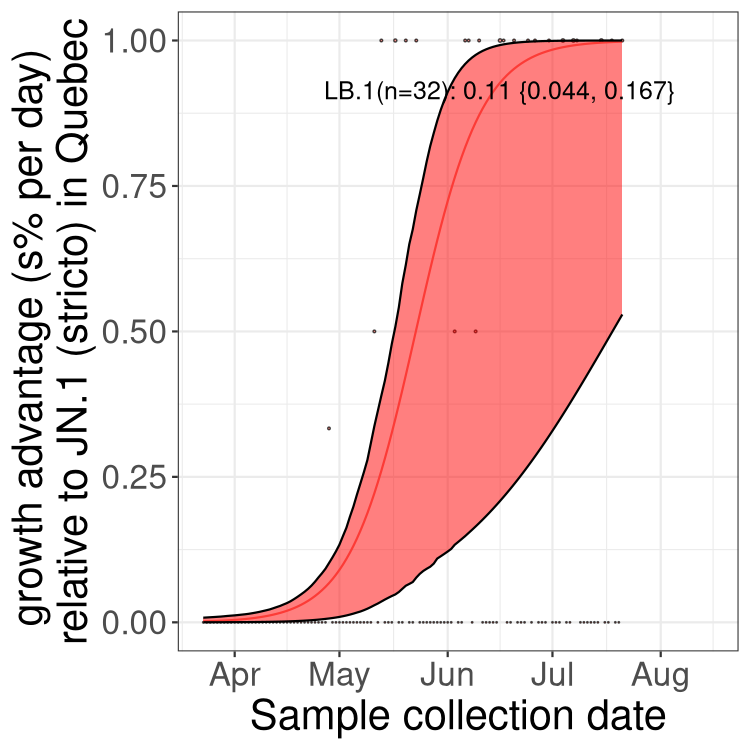 growth advantage (s% per day)
relative to JN.1 (stricto) in Quebec
1.00
0.75
0.50
0.25
0.00
LB.1(n=32): 0.11 {0.044, 0.167}
Apr May Jun Jul Aug
Sample collection date